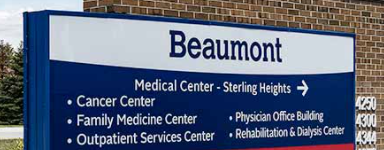 Beaumont
Medical Center - Sterling Heights →
• Cancer Center
• Family Medicine Center
• Outpatient Services Center
• Physician Office Building
• Rehabilitation & Dialysis Center
4250
4300
4344